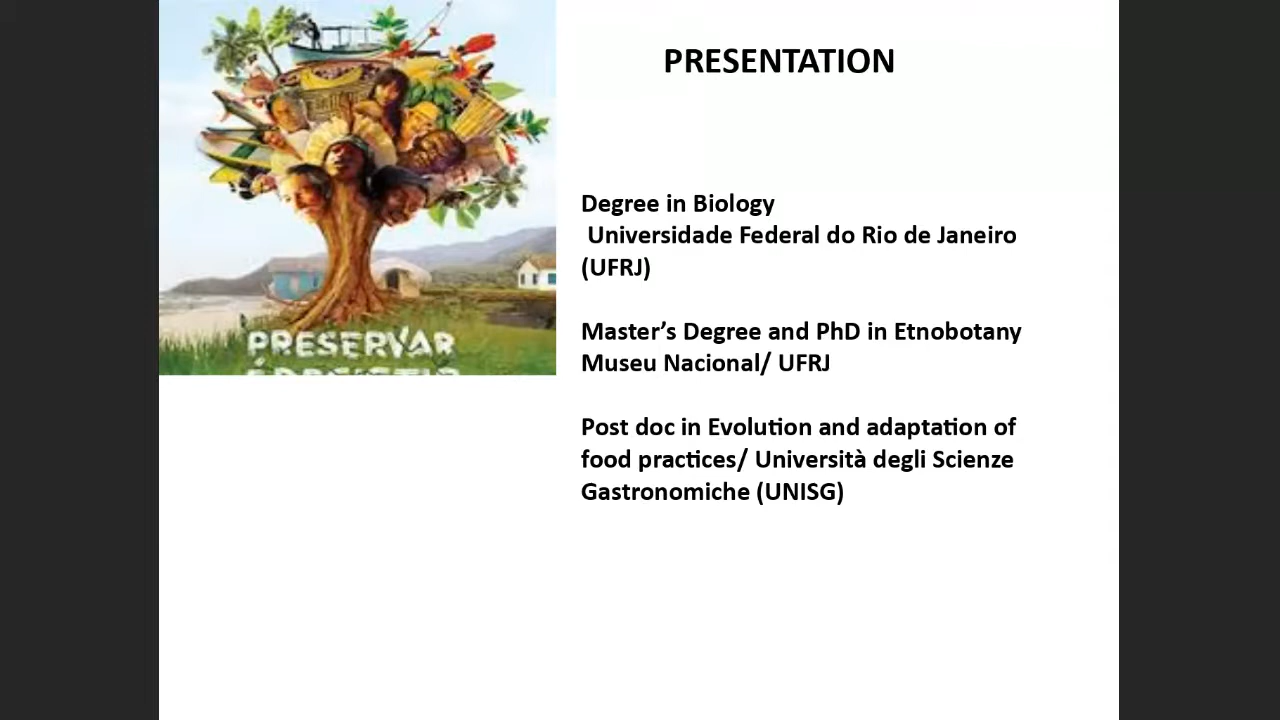 PRESENTATION
Degree in Biology
Universidade Federal do Rio de Janeiro
(UFRJ)
Master's Degree and PhD in Etnobotany
Museu Nacional/ UFRJ
Post doc in Evolution and adaptation of
food practices/ Università degli Scienze
Gastronomiche (UNISG)
PRESERVAR